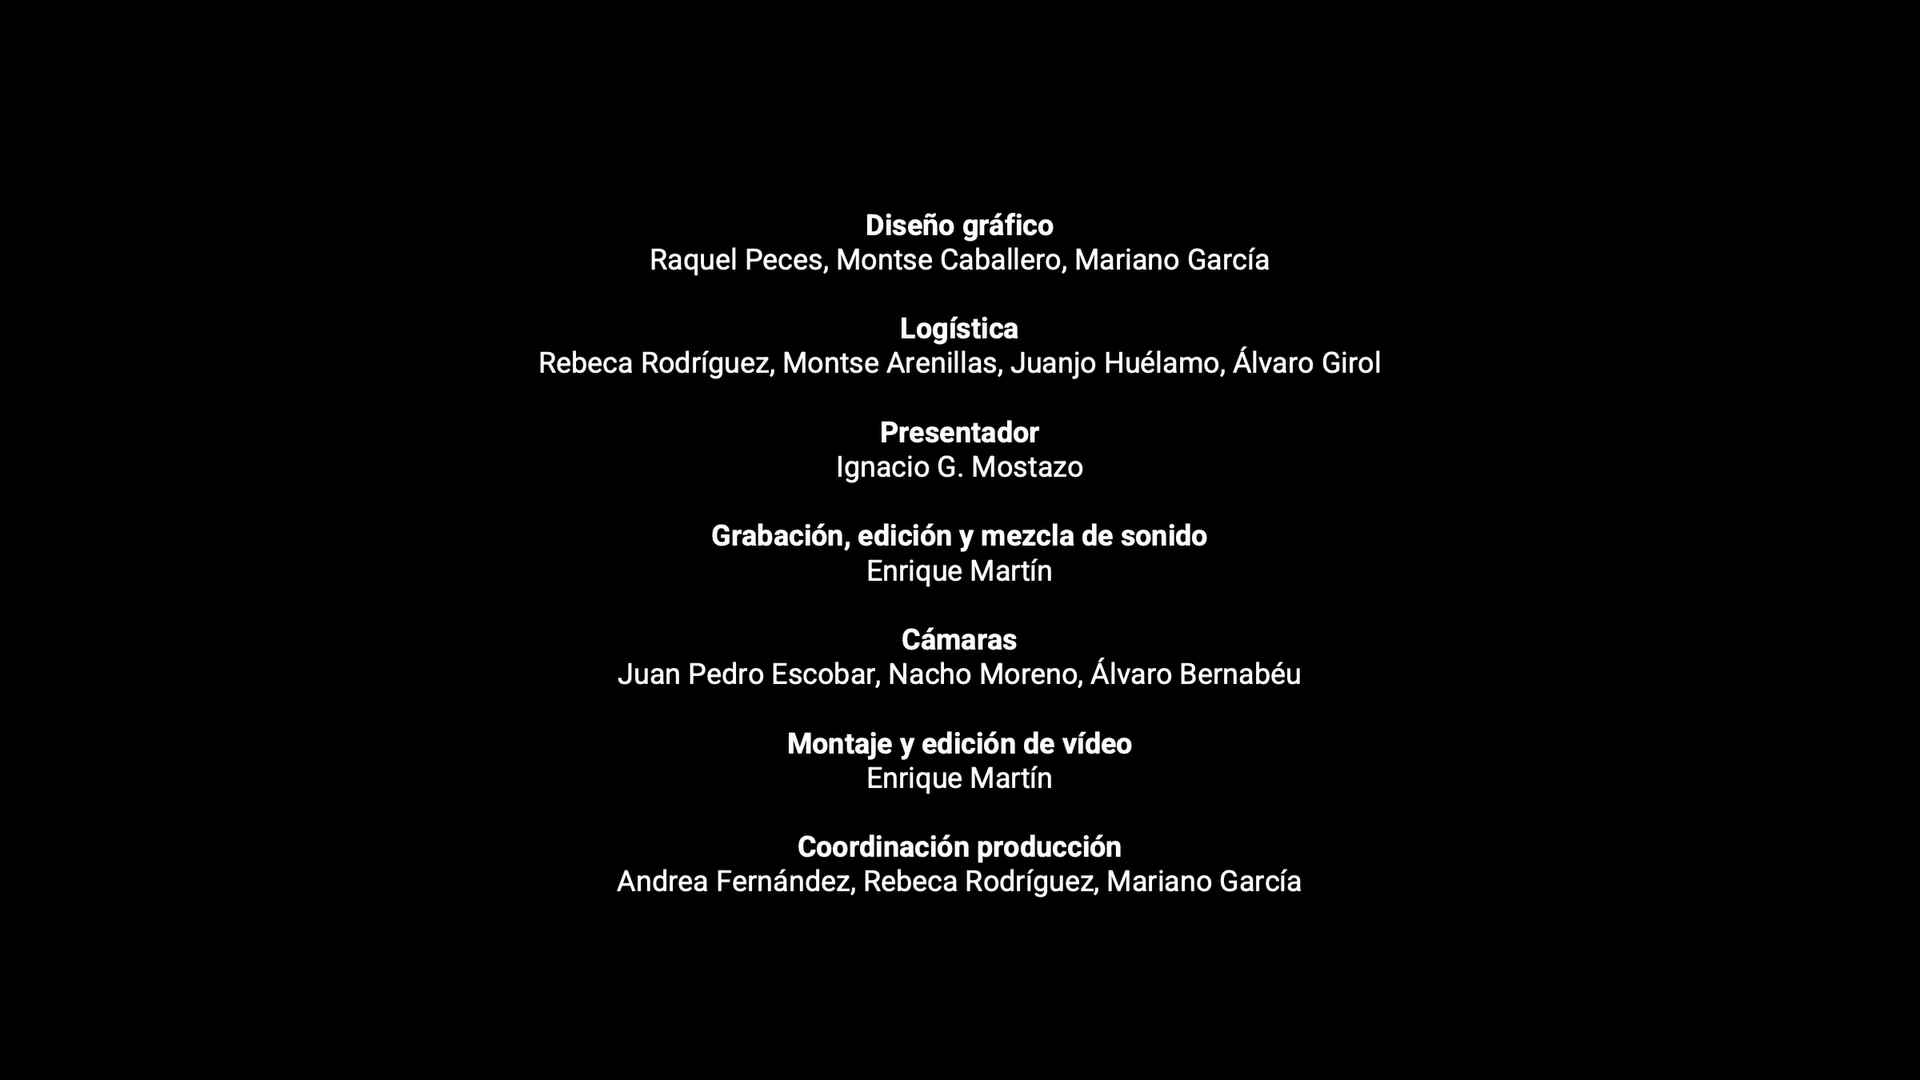 Diseño gráfico
Raquel Peces, Montse Caballero, Mariano García
Logística
Rebeca Rodríguez, Montse Arenillas, Juanjo Huélamo, Álvaro Girol
Presentador
Ignacio G. Mostazo
Grabación, edición y mezcla de sonido
Enrique Martín
Cámaras
Juan Pedro Escobar, Nacho Moreno, Álvaro Bernabéu
Montaje y edición de vídeo
Enrique Martín
Coordinación producción
Andrea Fernández, Rebeca Rodríguez, Mariano García